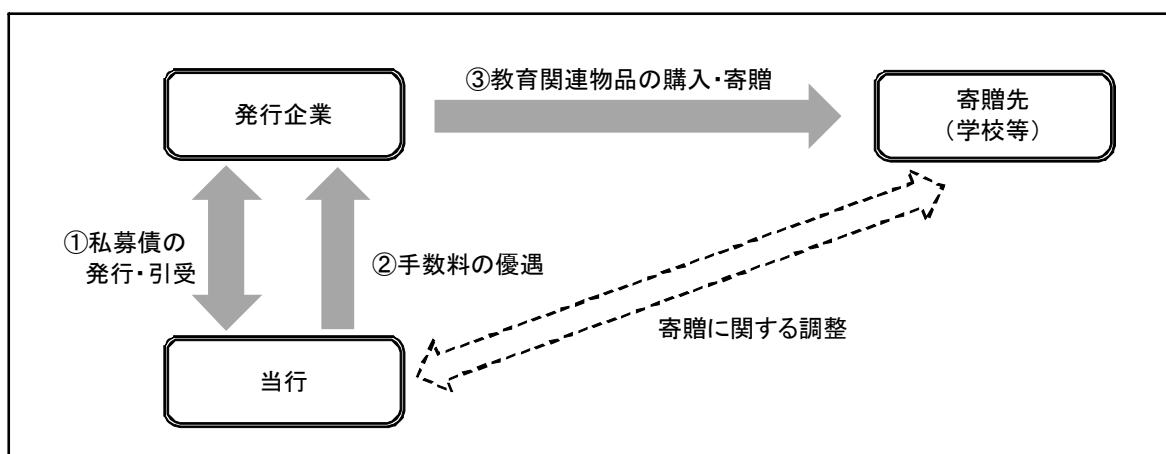 ③教育関連物品の購入・寄贈
発行企業
寄贈先
（学校等）
①私募債の
発行・引受
②手数料の優遇
寄贈に関する調整
当行